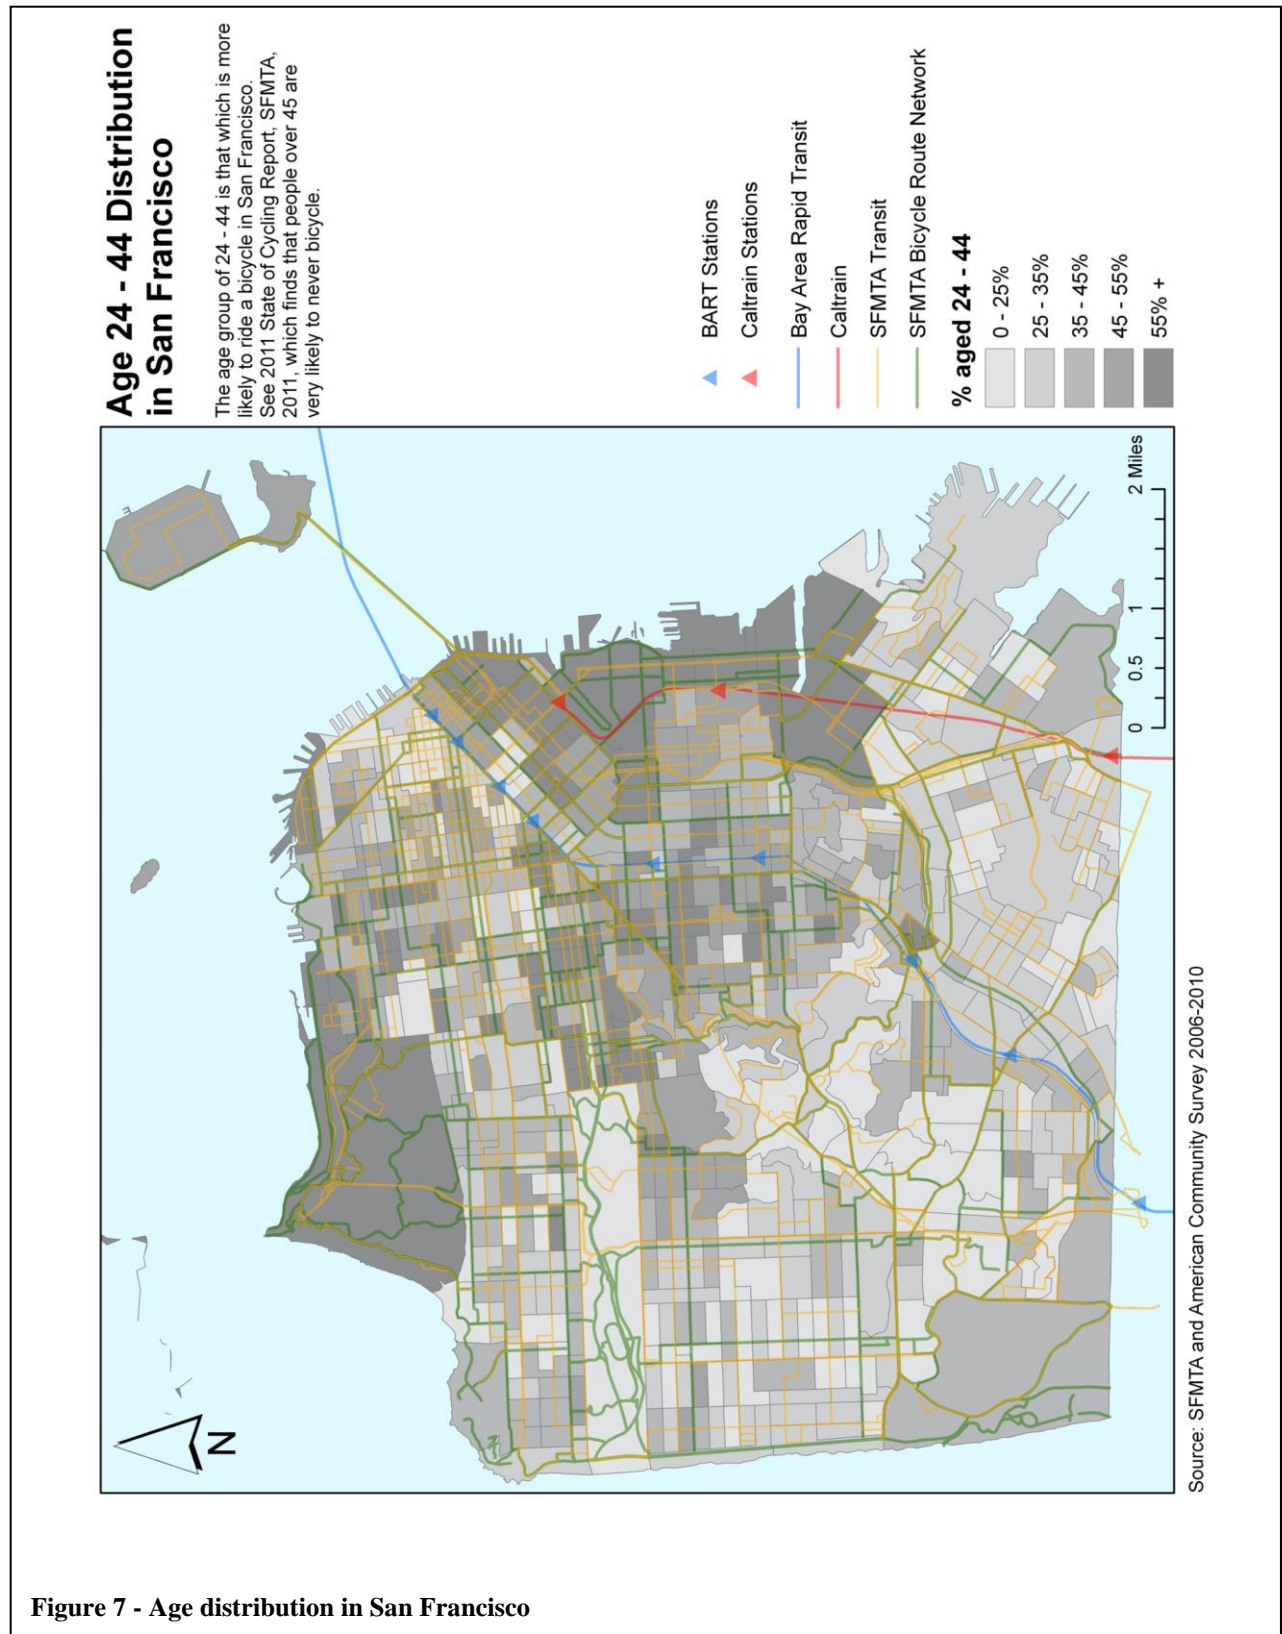 Age 24 - 44 Distribution
in San Francisco
The age group of 24 - 44 is that which is more
likely to ride a bicycle in San Francisco.
See 2011 State of Cycling Report, SFMTA,
2011, which finds that people over 45 are
very likely to never bicycle.
BART Stations
Caltrain Stations
Bay Area Rapid Transit
Caltrain
SFMTA Transit
SFMTA Bicycle Route Network
% aged 24 - 44
0 - 25%
25 - 35%
35 - 45%
45 - 55%
55% +
N
0 0.5 1 2 Miles
Source: SFMTA and American Community Survey 2006-2010
Figure 7 - Age distribution in San Francisco